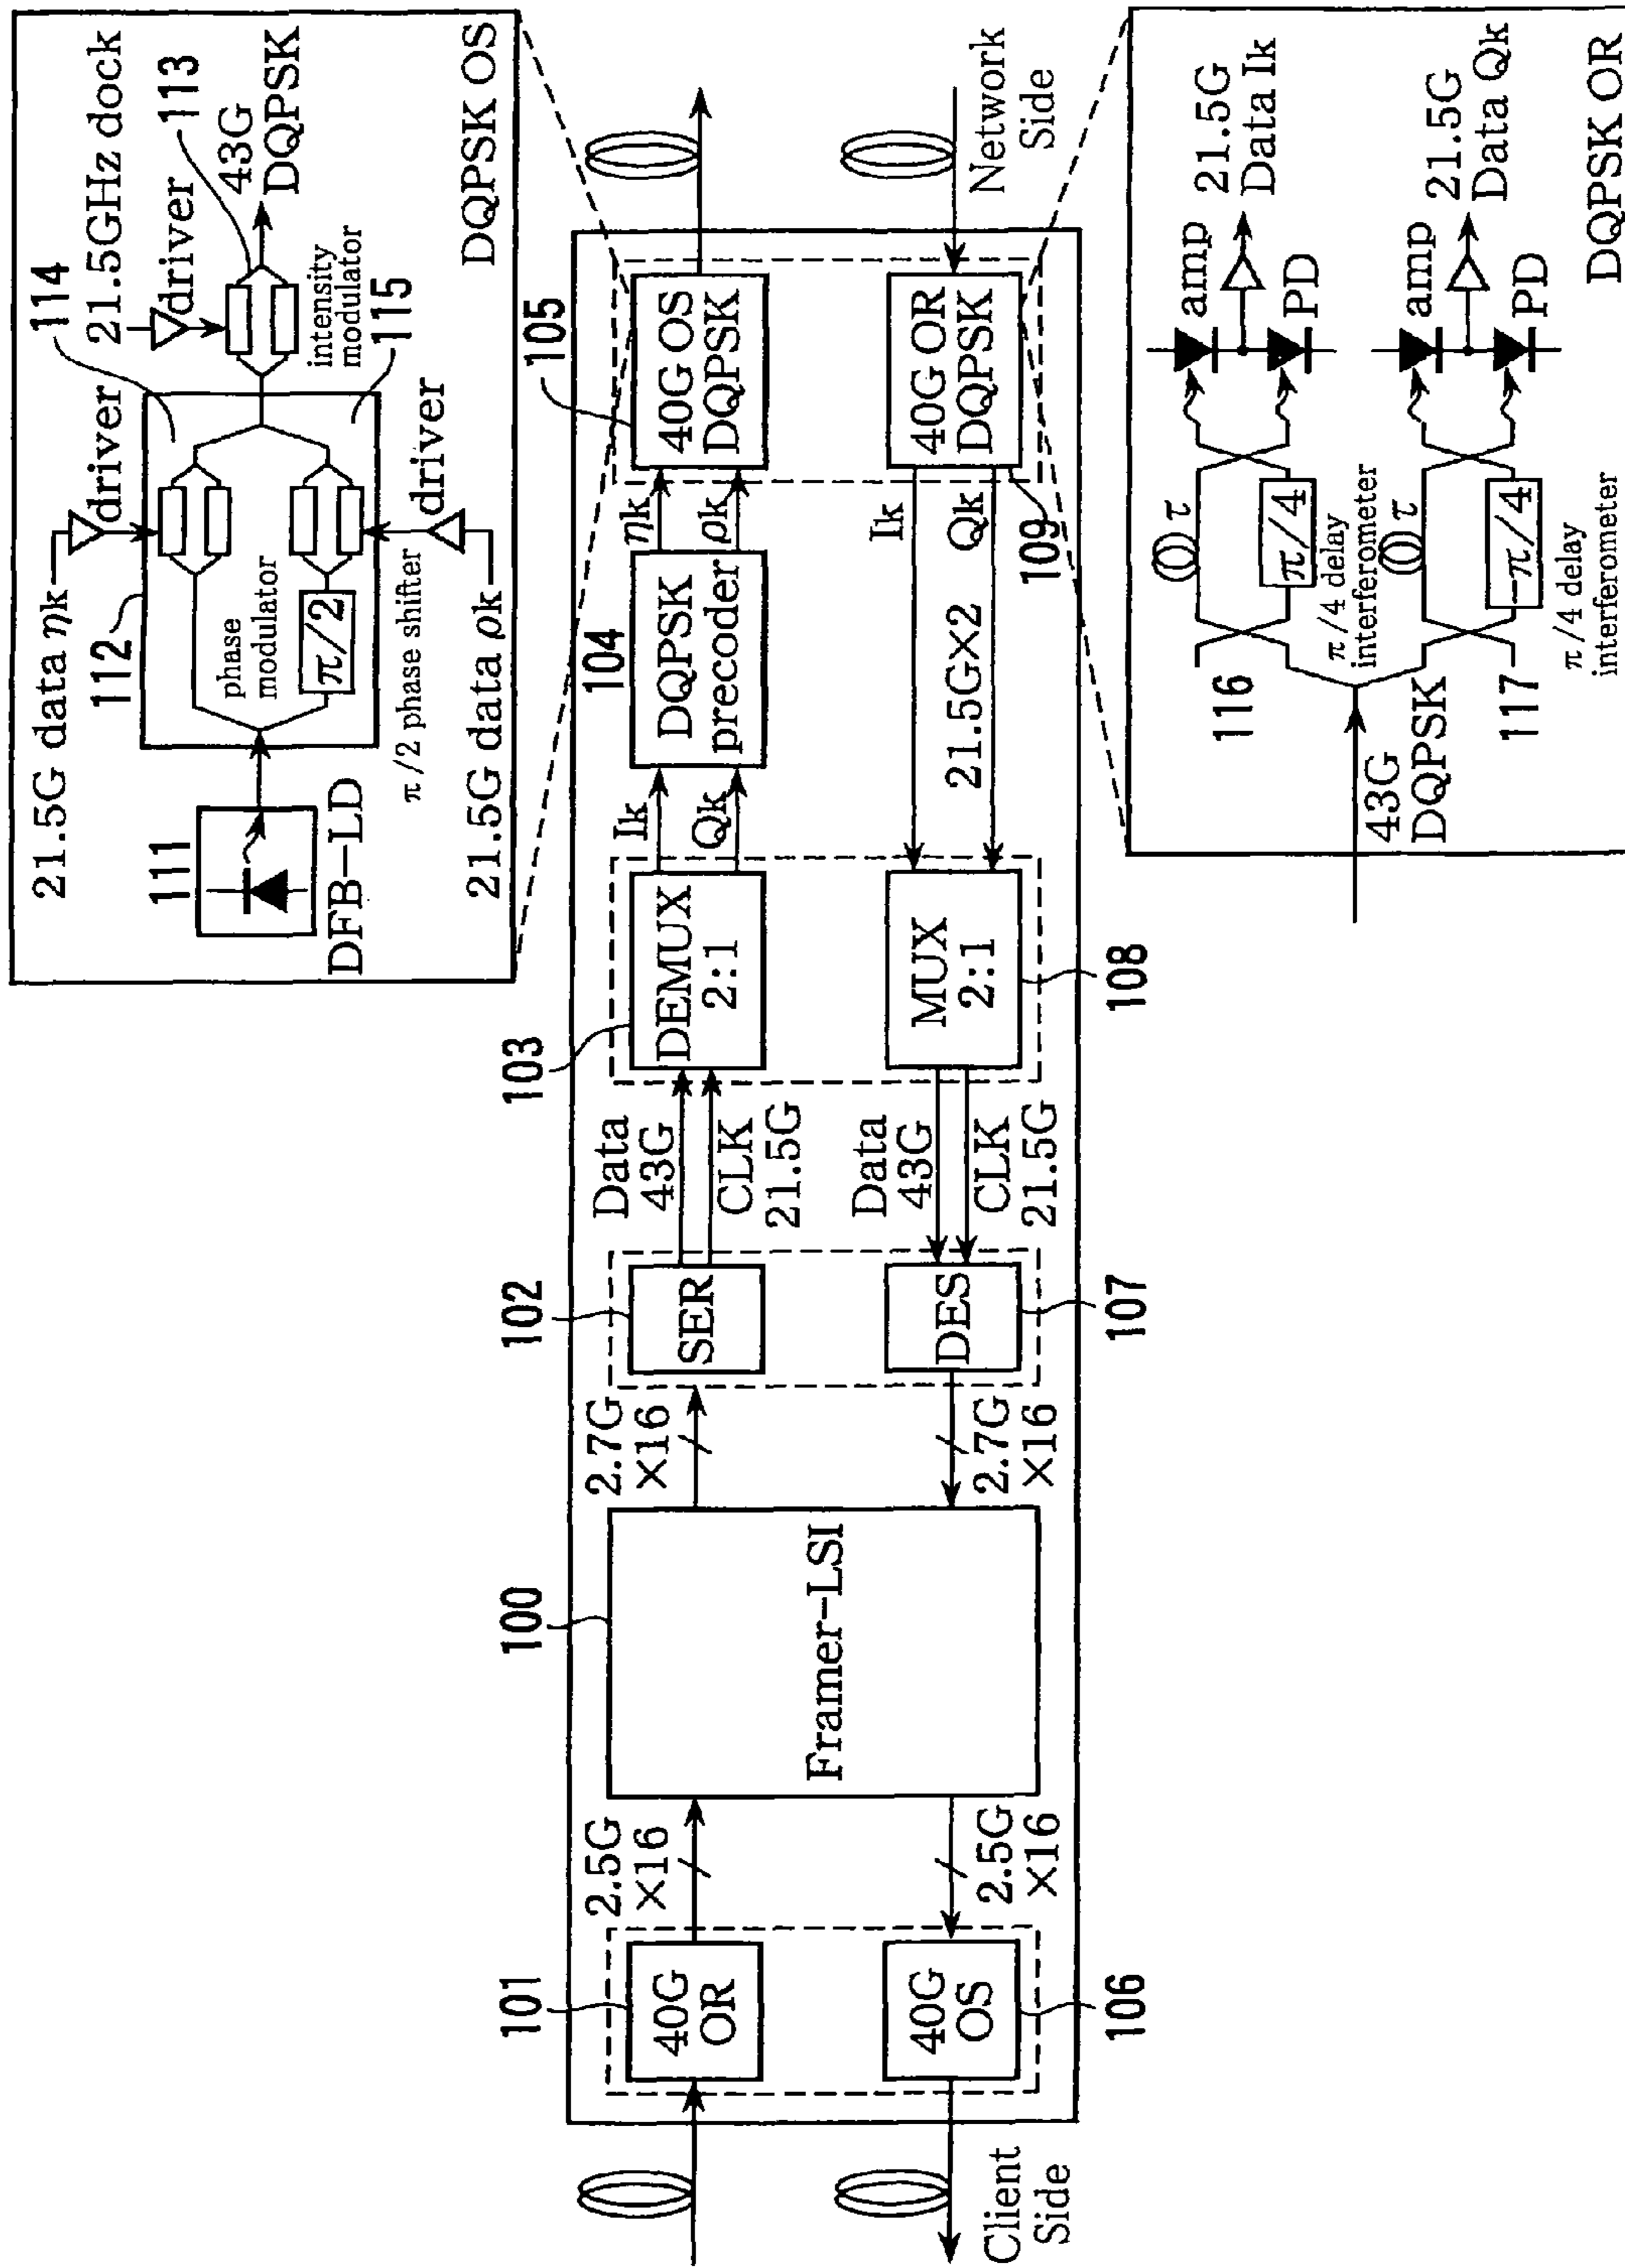 21.5G data ηk
driver
114
21.5GHz dock
driver
113
43G
DQPSK
112
111
phase
modulator
π/2
intensity
modulator
115
DFB-LD
π/2 phase shifter
driver
21.5G data ρk
DQPSK OS
101
40G
OR
2.5G
×16
100
Framer-LSI
2.7G
×16
102
SER
Data
43G
CLK
21.5G
103
DEMUX
2:1
Ik
Qk
104
DQPSK
precoder
ηk
ρk
105
40G OS
DQPSK
Client
Side
106
40G
OS
2.5G
×16
2.7G
×16
107
DES
Data
43G
CLK
21.5G
108
MUX
2:1
Ik
Qk
21.5G×2
109
40G OR
DQPSK
Network
Side
43G
DQPSK
116
τ
π/4
π/4 delay
interferometer
amp
PD
21.5G
Data Ik
117
τ
-π/4
π/4 delay
interferometer
amp
PD
21.5G
Data Qk
DQPSK OR